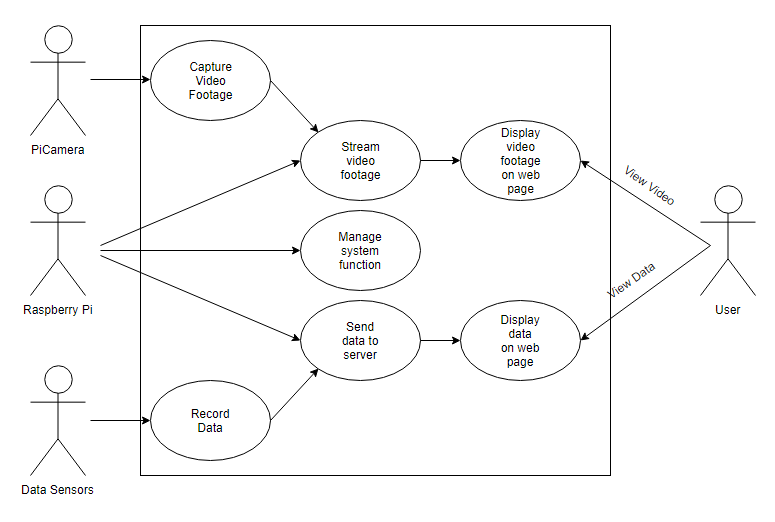 PiCamera
Capture
Video
Footage
Stream
video
footage
Display
video
footage
on web
page
View Video
Raspberry Pi
Manage
system
function
User
View Data
Send
data to
server
Display
data
on web
page
Record
Data
Data Sensors